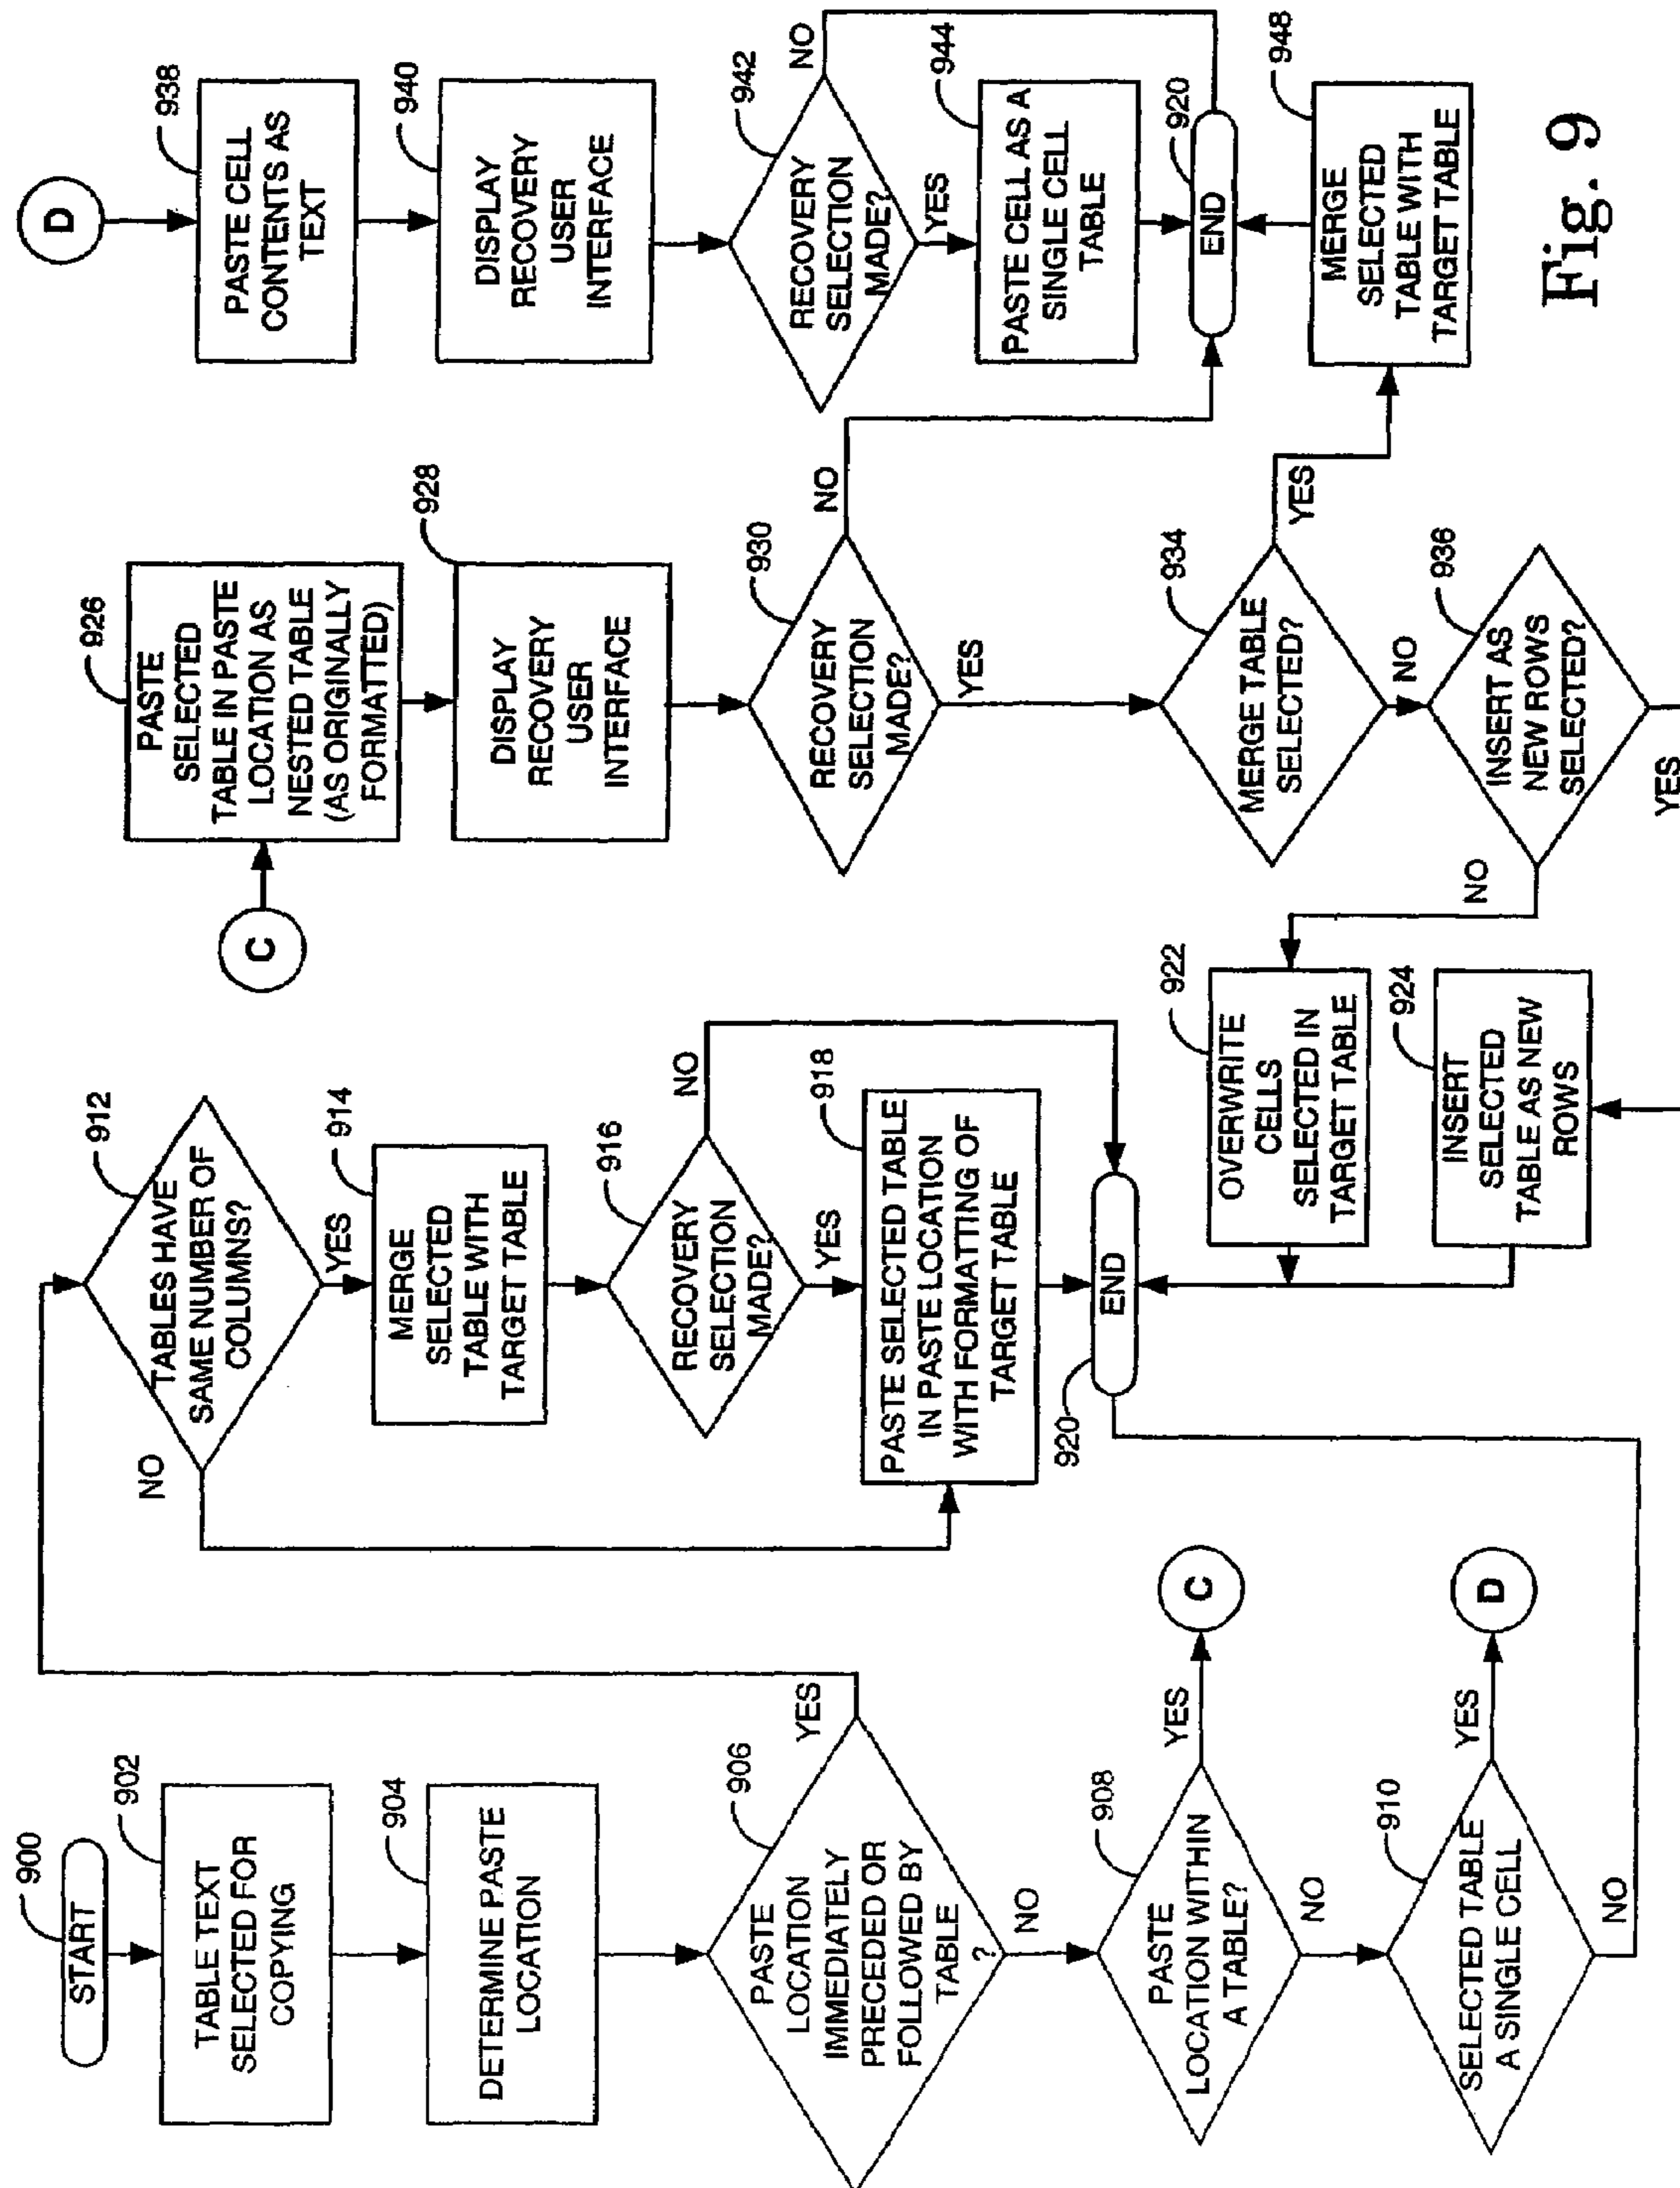 900
START
902
TABLE TEXT
SELECTED FOR
COPYING
904
DETERMINE PASTE
LOCATION
906
PASTE
LOCATION
IMMEDIATELY
PRECEDED OR
FOLLOWED BY
TABLE
?
YES
NO
908
PASTE
LOCATION WITHIN
A TABLE?
YES
C
NO
910
SELECTED TABLE
A SINGLE CELL
YES
D
NO
912
TABLES HAVE
SAME NUMBER OF
COLUMNS?
NO
YES
914
MERGE
SELECTED
TABLE WITH
TARGET TABLE
916
RECOVERY
SELECTION
MADE?
NO
YES
918
PASTE SELECTED TABLE
IN PASTE LOCATION
WITH FORMATTING OF
TARGET TABLE
920
END
922
OVERWRITE
CELLS
SELECTED IN
TARGET TABLE
924
INSERT
SELECTED
TABLE AS NEW
ROWS
C
926
PASTE
SELECTED
TABLE IN PASTE
LOCATION AS
NESTED TABLE
(AS ORIGINALLY
FORMATTED)
928
DISPLAY
RECOVERY
USER
INTERFACE
930
RECOVERY
SELECTION
MADE?
NO
YES
934
MERGE TABLE
SELECTED?
YES
NO
936
INSERT AS
NEW ROWS
SELECTED?
NO
YES
D
938
PASTE CELL
CONTENTS AS
TEXT
940
DISPLAY
RECOVERY
USER
INTERFACE
942
RECOVERY
SELECTION
MADE?
NO
YES
944
PASTE CELL AS A
SINGLE CELL
TABLE
920
END
948
MERGE
SELECTED
TABLE WITH
TARGET TABLE
Fig. 9